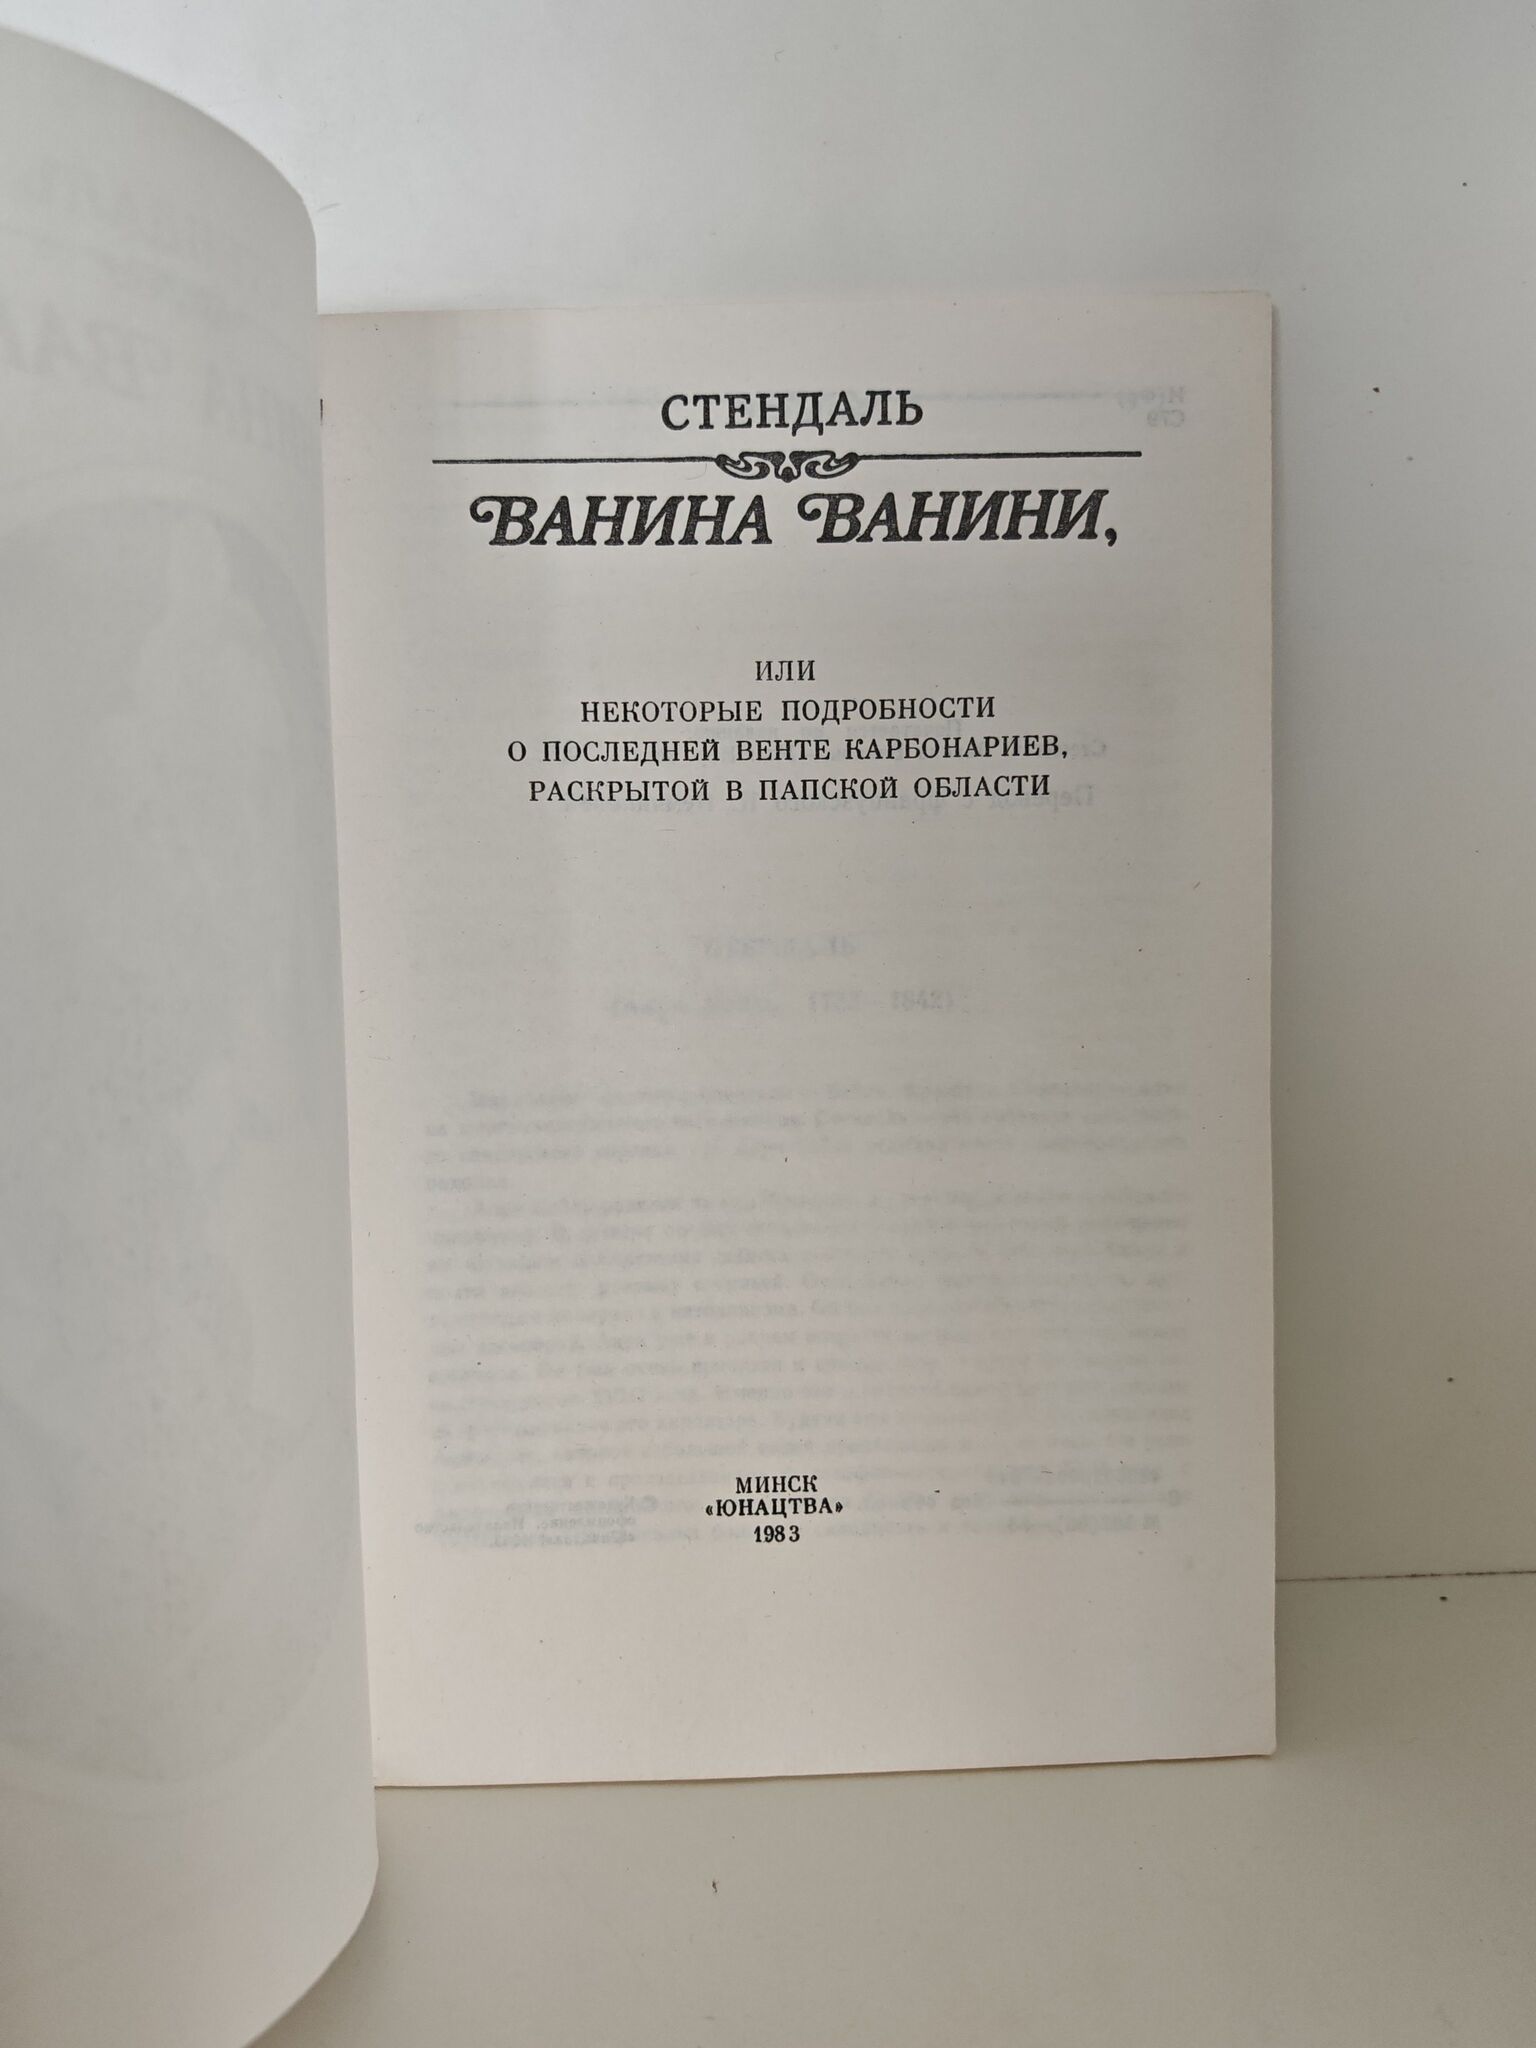 СТЕНДАЛЬ
ВАНИНА ВАНИНИ,
ИЛИ
НЕКОТОРЫЕ ПОДРОБНОСТИ
О ПОСЛЕДНЕЙ ВЕНТЕ КАРБОНАРИЕВ,
РАСКРЫТОЙ В ПАПСКОЙ ОБЛАСТИ
МИНСК
«ЮНАЦТВА»
1983